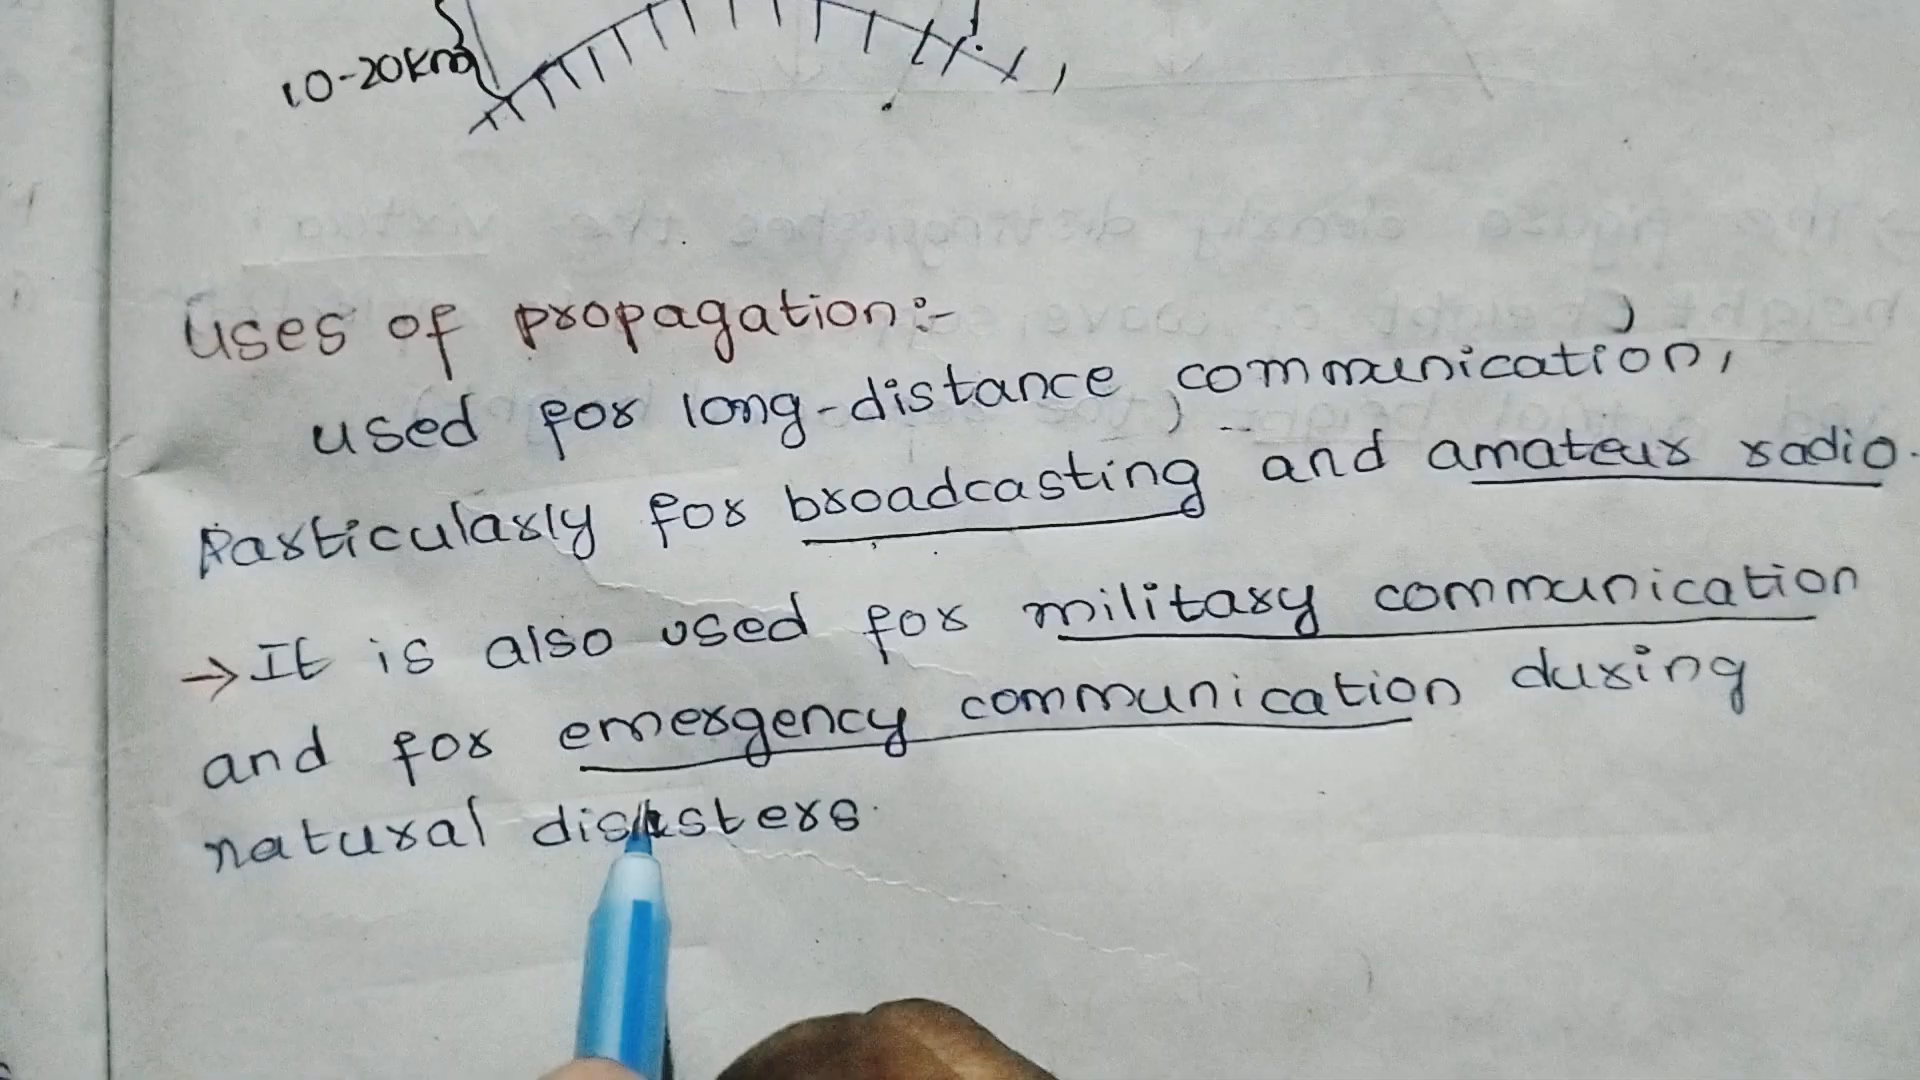 10-20km
Uses of propagation:-
used for long-distance communication,
Particularly for broadcasting and amateur radio.
→ It is also used for military communication
and for emergency communication during
natural disasters.